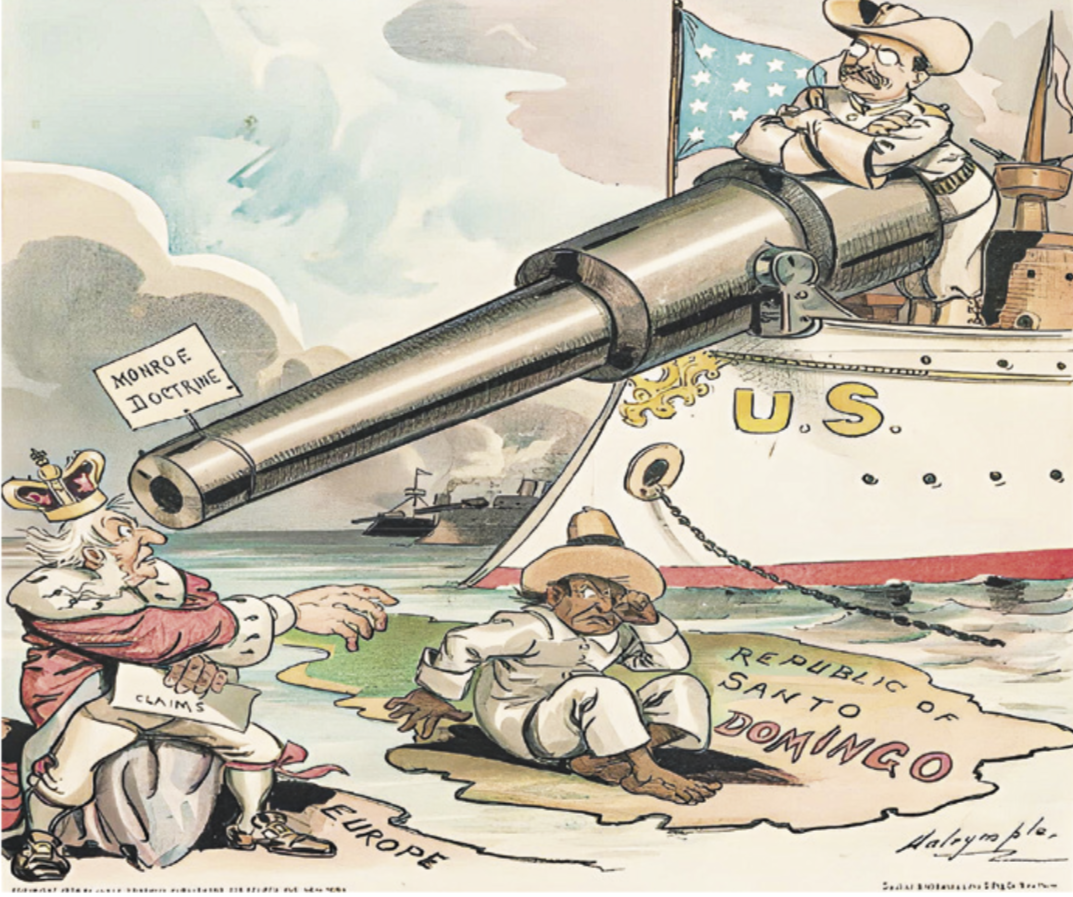 MONROE
DOCTRINE
U.S.
CLAIMS
REPUBLIC OF
SANTO
DOMINGO
EUROPE
Dalrymple.